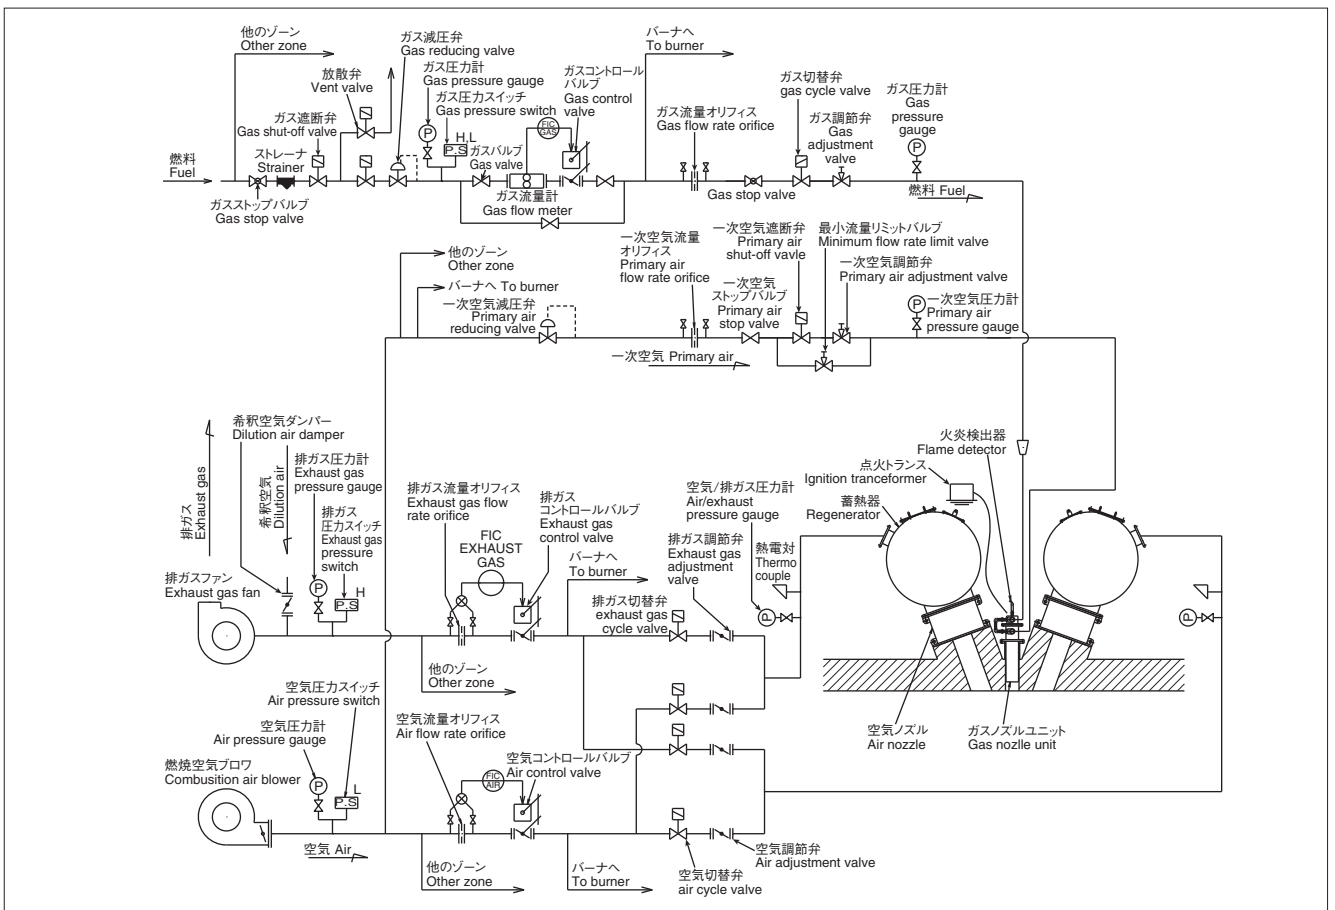 他のゾーン
Other zone
ガス減圧弁
Gas reducing valve
バーナへ
To burner
放散弁
Vent valve
ガス圧力計
Gas pressure gauge
ガスコントロール
バルブ
Gas control
valve
ガス切替弁
gas cycle valve
ガス圧力計
Gas
pressure
gauge
ガス圧力スイッチ
Gas pressure switch
ガス遮断弁
Gas shut-off valve
ガス流量オリフィス
Gas flow rate orifice
ガス調節弁
Gas
adjustment
valve
FIC
GAS
P
H,L
P.S
P
ストレーナ
Strainer
ガスバルブ
Gas valve
燃料
Fuel
ガスストップバルブ
Gas stop valve
ガス流量計
Gas flow meter
Gas stop valve
燃料 Fuel
一次空気流量
オリフィス
Primary air
flow rate orifice
一次空気遮断弁
Primary air
shut-off vavle
最小流量リミットバルブ
Minimum flow rate limit valve
他のゾーン
Other zone
一次空気調節弁
Primary air adjustment valve
一次空気
ストップバルブ
Primary air
stop valve
バーナへ To burner
一次空気減圧弁
Primary air
reducing valve
P
一次空気圧力計
Primary air
pressure gauge
一次空気 Primary air
希釈空気ダンパー
Dilution air damper
排ガス
Exhaust gas
希釈空気
Dilution air
排ガス圧力計
Exhaust gas
pressure gauge
排ガス
圧力スイッチ
Exhaust gas
pressure
switch
排ガス流量オリフィス
Exhaust gas flow
rate orifice
排ガス
コントロールバルブ
Exhaust gas
control valve
空気/排ガス圧力計
Air/exhaust
pressure gauge
火炎検出器
Flame detector
点火トランス
Ignition tranceformer
蓄熱器
Regenerator
FIC
EXHAUST
GAS
排ガス調節弁
Exhaust gas
adjustment
valve
熱電対
Thermo
couple
バーナへ
To burner
排ガスファン
Exhaust gas fan
P
H
P.S
排ガス切替弁
exhaust gas
cycle valve
P
P
他のゾーン
Other zone
空気圧力スイッチ
Air pressure switch
空気圧力計
Air pressure gauge
空気流量オリフィス
Air flow rate orifice
空気ノズル
Air nozzle
ガスノズルユニット
Gas nozlle unit
燃焼空気ブロワ
Combusition air blower
空気コントロールバルブ
Air control valve
FIC
AIR
P
L
P.S
空気 Air
他のゾーン
Other zone
バーナへ
To burner
空気調節弁
Air adjustment valve
空気切替弁
air cycle valve